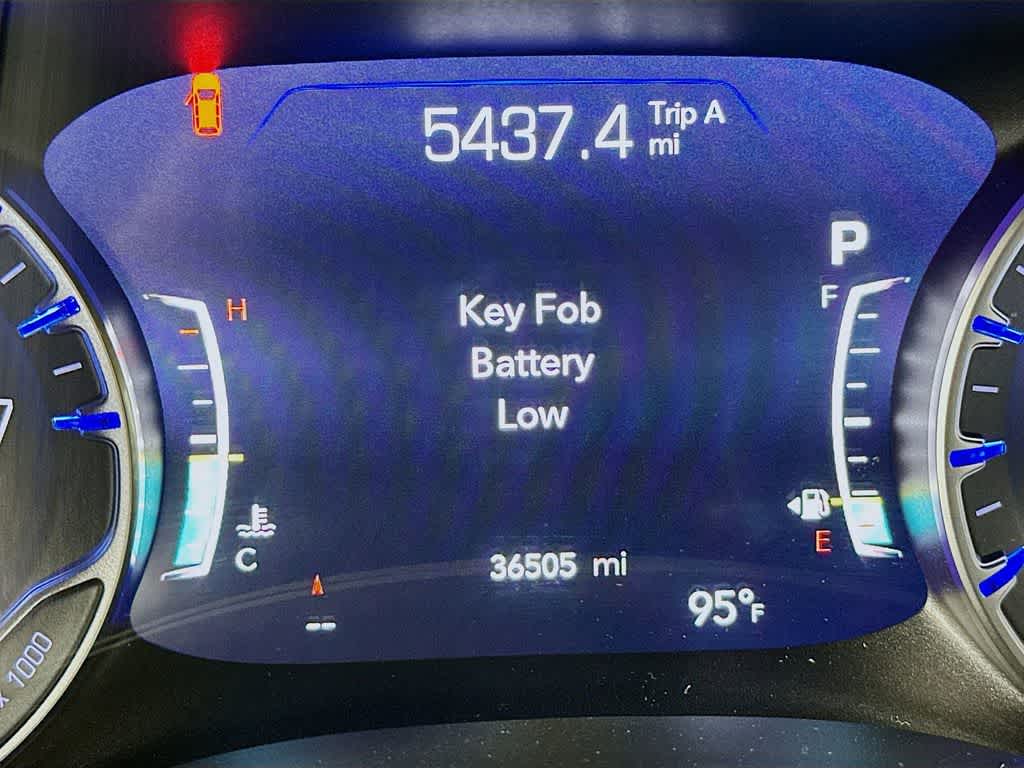 5437.4 Trip A
mi
P
H
F
Key Fob
Battery
Low
C
E
36505 mi
--
95°F
x 1000